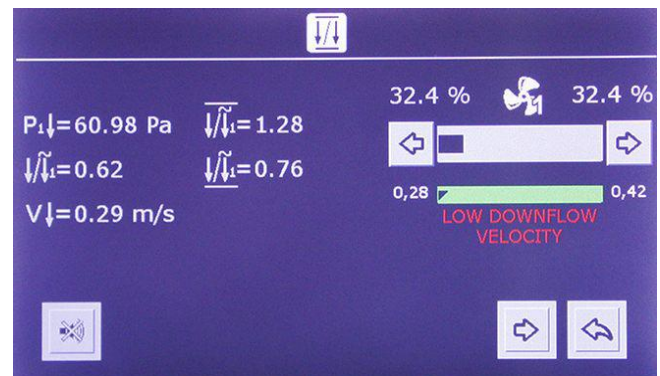 32.4 % 1 32.4 %
P₁↓=60.98 Pa
↓/↓̃₁=1.28
↓/↓̃₁=0.62
↓/↓̃₁=0.76
V↓=0.29 m/s
0,28 0,42
LOW DOWNFLOW
VELOCITY